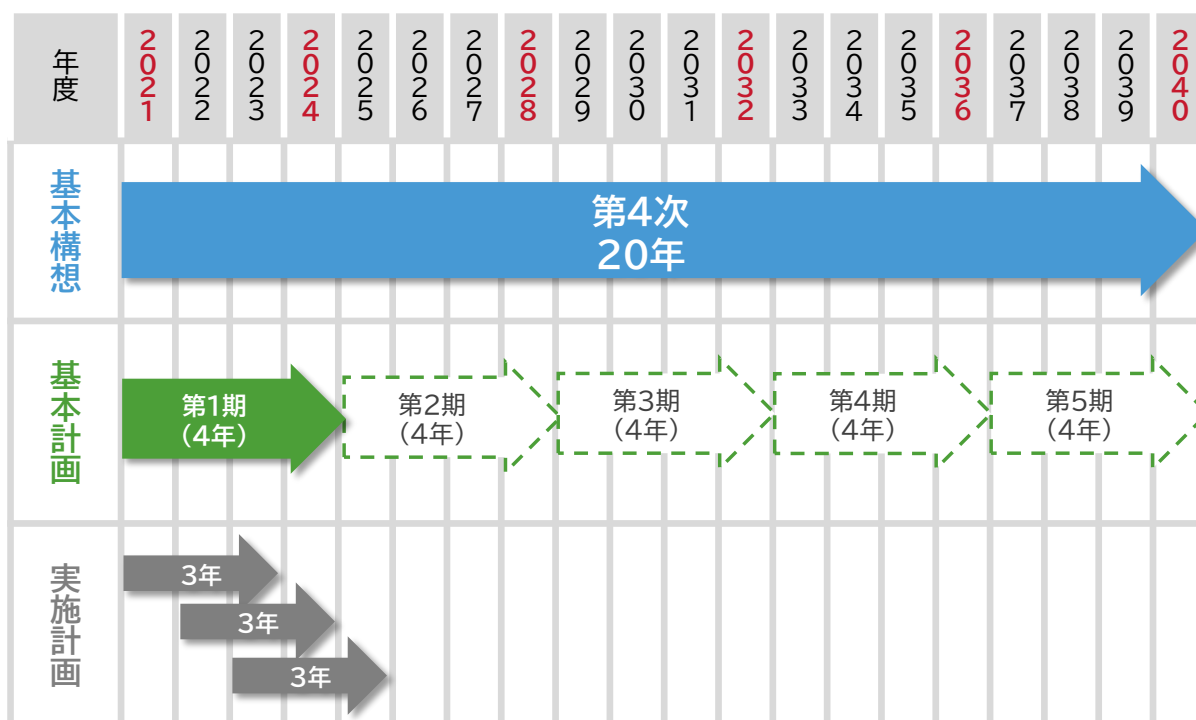 年度
2021
2022
2023
2024
2025
2026
2027
2028
2029
2030
2031
2032
2033
2034
2035
2036
2037
2038
2039
2040
基本構想
第4次
20年
基本計画
第1期
(4年)
第2期
(4年)
第3期
(4年)
第4期
(4年)
第5期
(4年)
実施計画
3年
3年
3年